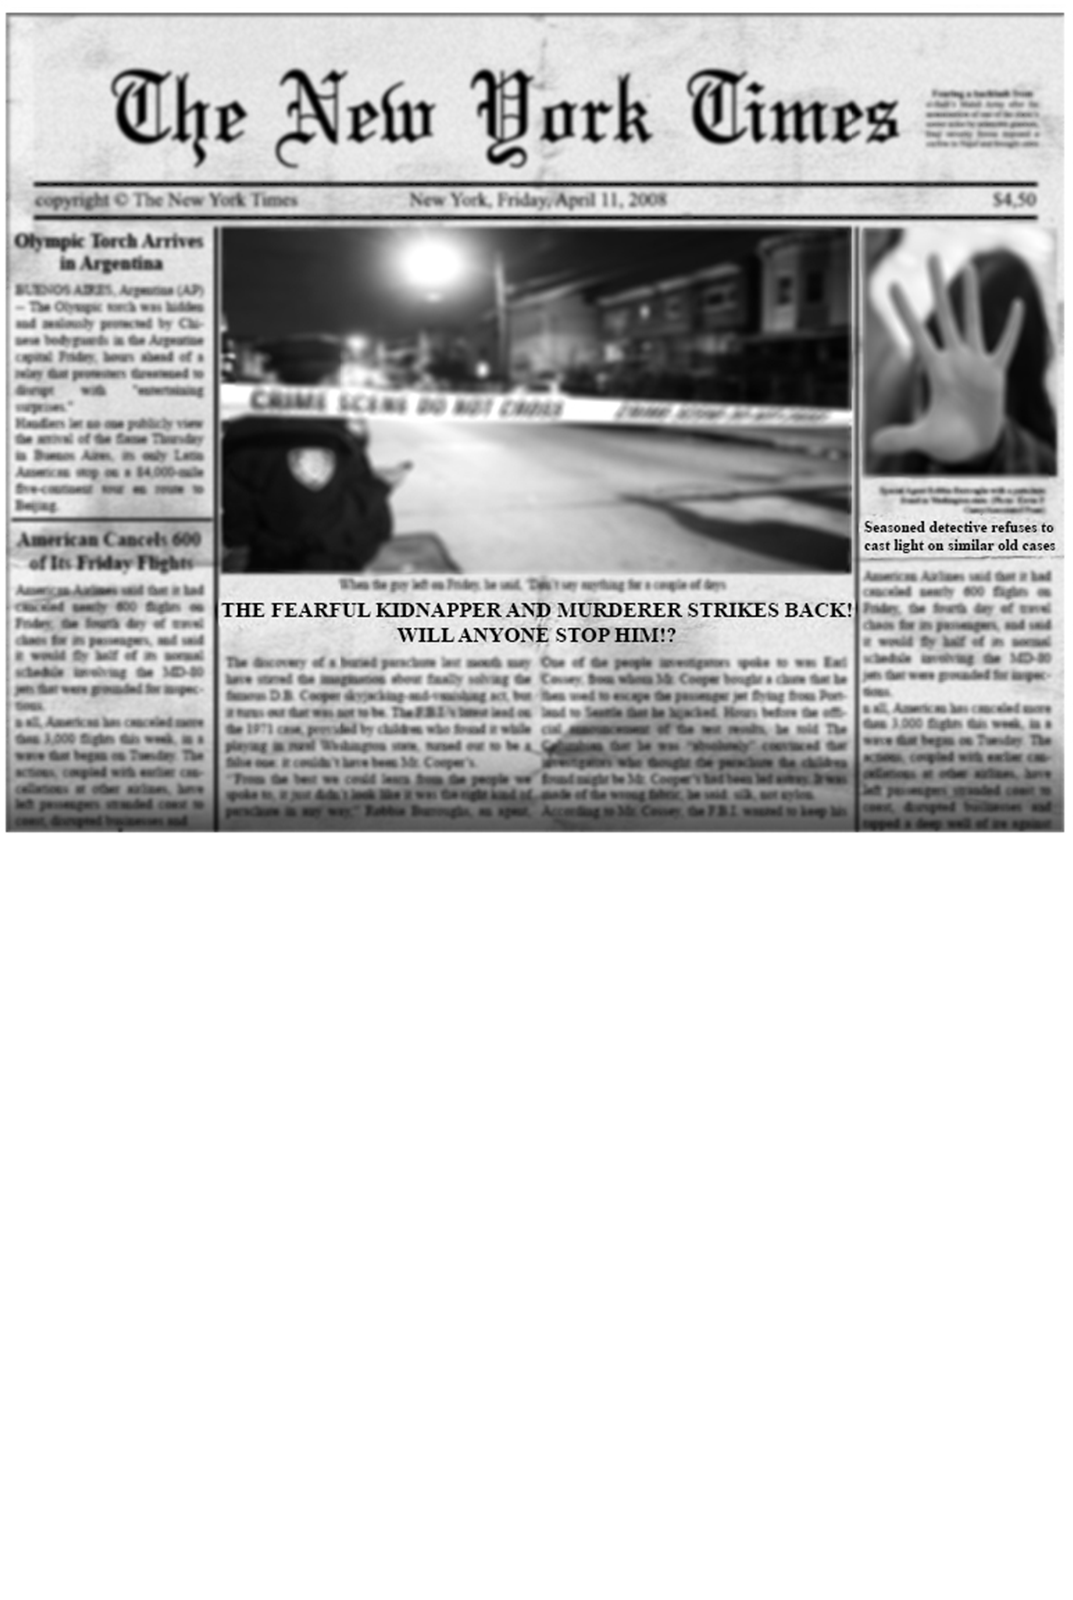 The New York Times
Fearing a backlash from
copyright © The New York Times
New York, Friday, April 11, 2008
$4,50
Olympic Torch Arrives
in Argentina
BUENOS AIRES, Argentina (AP)
-- The Olympic torch was hidden
and zealously protected by Chi-
nese bodyguards in the Argentine
capital Friday, hours ahead of a
relay that protesters threatened to
disrupt with "entertaining
surprises."
Handlers let no one publicly view
the arrival of the flame Thursday
in Buenos Aires, its only Latin
American stop on a 84,000-mile
five-continent tour en route to
Beijing.
American Cancels 600
of Its Friday Flights
American Airlines said that it had
canceled nearly 600 flights on
Friday, the fourth day of travel
chaos for its passengers, and said
it would fly half of its normal
schedule involving the MD-80
jets that were grounded for inspec-
tions.
n all, American has canceled more
than 3,000 flights this week, in a
wave that began on Tuesday. The
actions, coupled with earlier can-
cellations at other airlines, have
left passengers stranded coast to
coast, disrupted businesses and
CRIME SCENE DO NOT CROSS
When the guy left on Friday, he said, 'Don't say anything for a couple of days
THE FEARFUL KIDNAPPER AND MURDERER STRIKES BACK!
WILL ANYONE STOP HIM!?
The discovery of a buried parachute last month may
have stirred the imagination about finally solving the
famous D.B. Cooper skyjacking-and-vanishing act, but
it turns out that was not to be. The F.B.I.'s latest lead on
the 1971 case, provided by children who found it while
playing in rural Washington state, turned out to be a
false one: it couldn't have been Mr. Cooper's.
"From the best we could learn from the people we
spoke to, it just didn't look like it was the right kind of
parachute in any way," Robbie Burroughs, an agent,
One of the people investigators spoke to was Earl
Cossey, from whom Mr. Cooper bought a chute that he
then used to escape the passenger jet flying from Port-
land to Seattle that he hijacked. Hours before the offi-
cial announcement of the test results, he told The
Columbian that he was "absolutely" convinced that
investigators who thought the parachute the children
found might be Mr. Cooper's had been led astray. It was
made of the wrong fabric, he said: silk, not nylon.
According to Mr. Cossey, the F.B.I. wanted to keep his
Seasoned detective refuses to
cast light on similar old cases
American Airlines said that it had
canceled nearly 600 flights on
Friday, the fourth day of travel
chaos for its passengers, and said
it would fly half of its normal
schedule involving the MD-80
jets that were grounded for inspec-
tions.
n all, American has canceled more
than 3,000 flights this week, in a
wave that began on Tuesday. The
actions, coupled with earlier can-
cellations at other airlines, have
left passengers stranded coast to
coast, disrupted businesses and
tapped a deep well of ire against